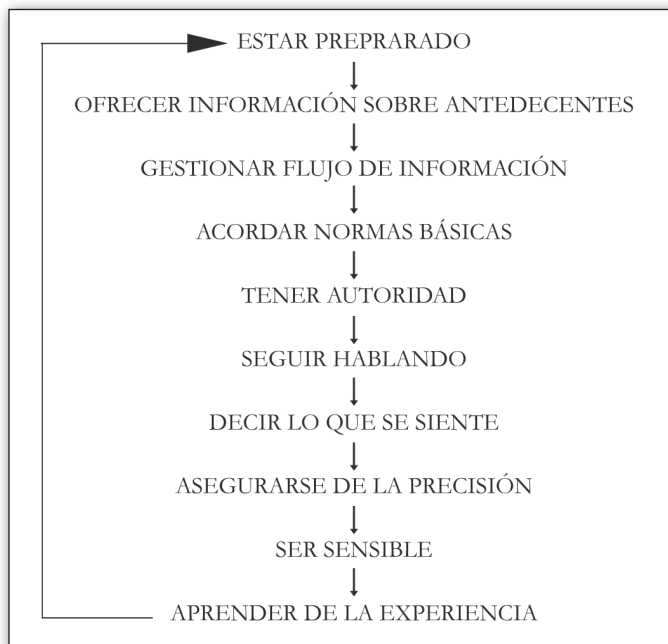 ESTAR PREPRARADO
OFRECER INFORMACIÓN SOBRE ANTEDECENTES
GESTIONAR FLUJO DE INFORMACIÓN
ACORDAR NORMAS BÁSICAS
TENER AUTORIDAD
SEGUIR HABLANDO
DECIR LO QUE SE SIENTE
ASEGURARSE DE LA PRECISIÓN
SER SENSIBLE
APRENDER DE LA EXPERIENCIA